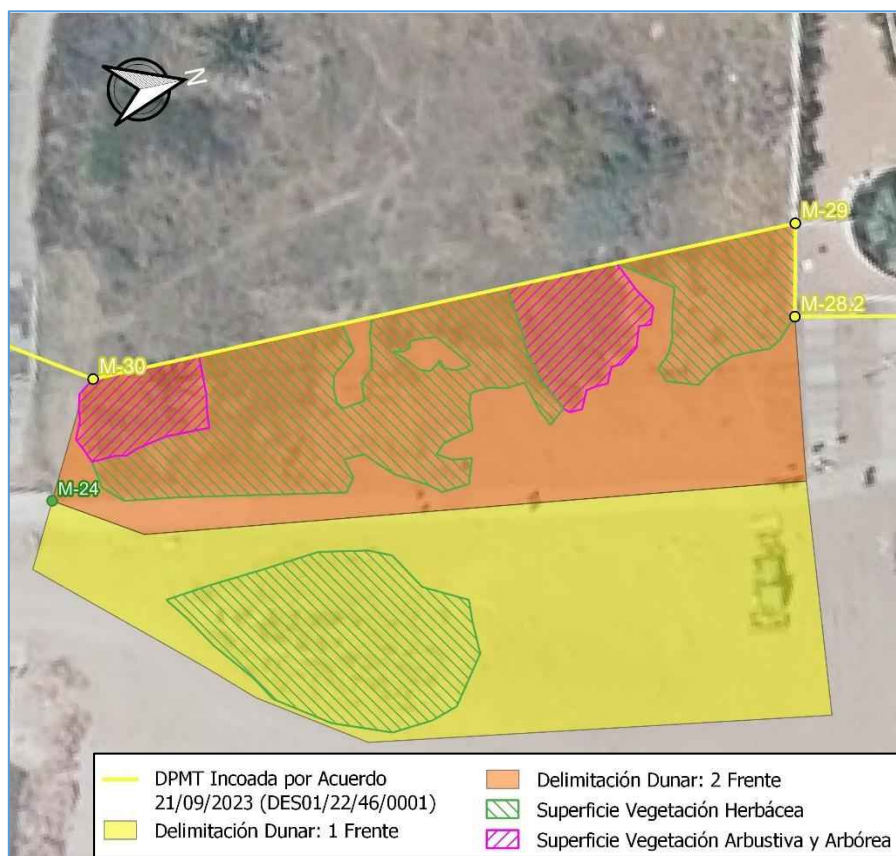 N
M-29
M-28.2
M-30
M-24
DPMT Incoada por Acuerdo
21/09/2023 (DES01/22/46/0001)
Delimitación Dunar: 1 Frente
Delimitación Dunar: 2 Frente
Superficie Vegetación Herbácea
Superficie Vegetación Arbustiva y Arbórea